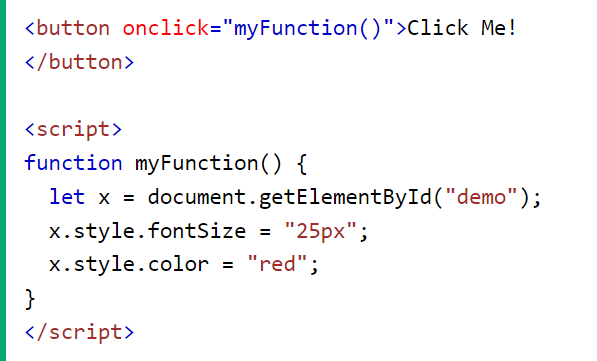 <button onclick="myFunction()">Click Me!
</button>
<script>
function myFunction() {
let x = document.getElementById("demo");
x.style.fontSize = "25px";
x.style.color = "red";
}
</script>